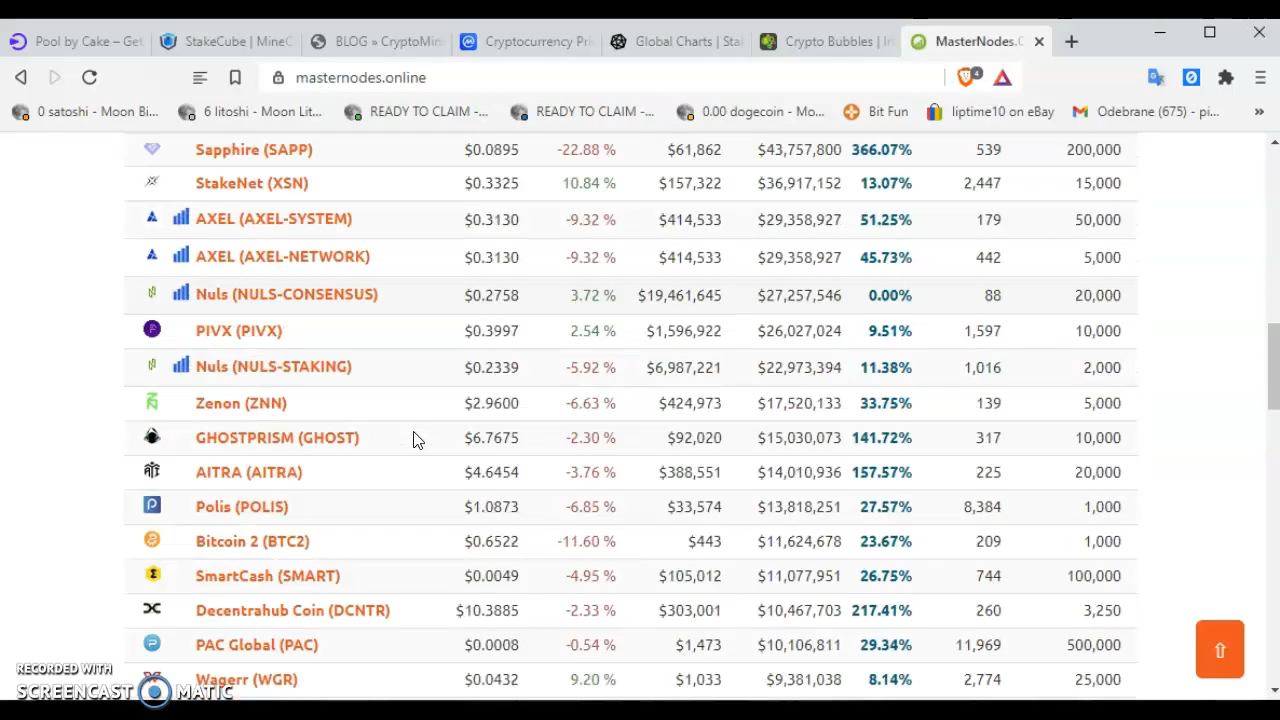 Pool by Cake – Get StakeCube | MineC BLOG » CryptoMin Cryptocurrency Pri Global Charts | Stal Crypto Bubbles | In MasterNodes.O
masternodes.online 4
0 satoshi - Moon Bi... 6 litoshi - Moon Lit... READY TO CLAIM -... READY TO CLAIM -... 0.00 dogecoin - Mo... Bit Fun liptime10 on eBay Odebrane (675) - pi... »
Sapphire (SAPP) $0.0895 -22.88 % $61,862 $43,757,800 366.07% 539 200,000
StakeNet (XSN) $0.3325 10.84 % $157,322 $36,917,152 13.07% 2,447 15,000
AXEL (AXEL-SYSTEM) $0.3130 -9.32 % $414,533 $29,358,927 51.25% 179 50,000
AXEL (AXEL-NETWORK) $0.3130 -9.32 % $414,533 $29,358,927 45.73% 442 5,000
Nuls (NULS-CONSENSUS) $0.2758 3.72 % $19,461,645 $27,257,546 0.00% 88 20,000
PIVX (PIVX) $0.3997 2.54 % $1,596,922 $26,027,024 9.51% 1,597 10,000
Nuls (NULS-STAKING) $0.2339 -5.92 % $6,987,221 $22,973,394 11.38% 1,016 2,000
Zenon (ZNN) $2.9600 -6.63 % $424,973 $17,520,133 33.75% 139 5,000
GHOSTPRISM (GHOST) $6.7675 -2.30 % $92,020 $15,030,073 141.72% 317 10,000
AITRA (AITRA) $4.6454 -3.76 % $388,551 $14,010,936 157.57% 225 20,000
Polis (POLIS) $1.0873 -6.85 % $33,574 $13,818,251 27.57% 8,384 1,000
Bitcoin 2 (BTC2) $0.6522 -11.60 % $443 $11,624,678 23.67% 209 1,000
SmartCash (SMART) $0.0049 -4.95 % $105,012 $11,077,951 26.75% 744 100,000
Decentrahub Coin (DCNTR) $10.3885 -2.33 % $303,001 $10,467,703 217.41% 260 3,250
PAC Global (PAC) $0.0008 -0.54 % $1,473 $10,106,811 29.34% 11,969 500,000
Wagerr (WGR) $0.0432 9.20 % $1,033 $9,381,038 8.14% 2,774 25,000
RECORDED WITH
SCREENCAST MATIC